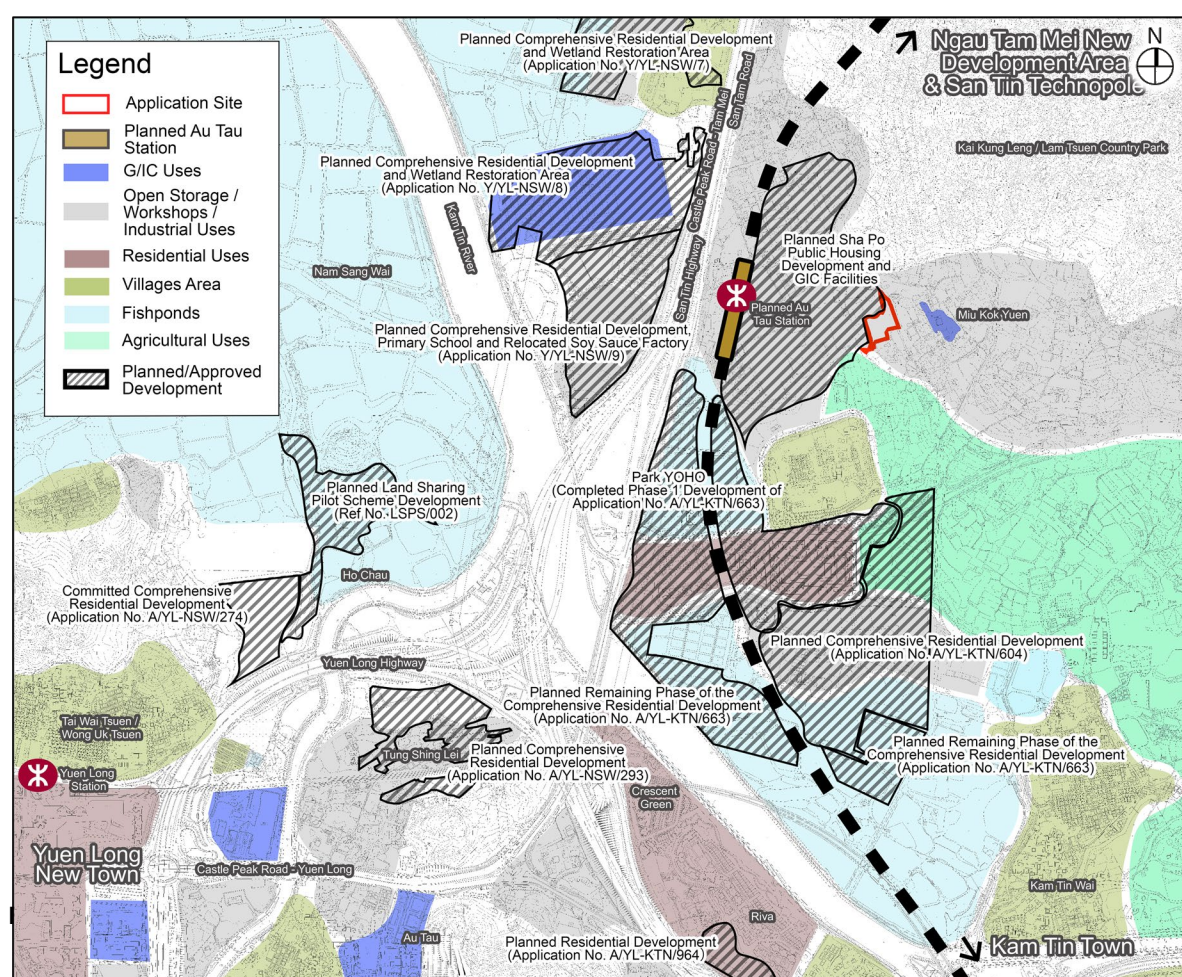 Legend
Application Site
Planned Au Tau
Station
G/IC Uses
Open Storage /
Workshops /
Industrial Uses
Residential Uses
Villages Area
Fishponds
Agricultural Uses
Planned/Approved
Development
Planned Comprehensive Residential Development
and Wetland Restoration Area
(Application No. Y/YL-NSW/7)
Ngau Tam Mei New
Development Area
& San Tin Technopole
N
Kai Kung Leng / Lam Tsuen Country Park
San Tam Road
Castle Peak Road - Tam Mei
San Tin Highway
Planned Comprehensive Residential Development
and Wetland Restoration Area
(Application No. Y/YL-NSW/8)
Kam Tin River
Nam Sang Wai
Planned Sha Po
Public Housing
Development and
GIC Facilities
Planned Au
Tau Station
Miu Kok Yuen
Planned Comprehensive Residential Development,
Primary School and Relocated Soy Sauce Factory
(Application No. Y/YL-NSW/9)
Planned Land Sharing
Pilot Scheme Development
(Ref No. LSPS/002)
Park YOHO
(Completed Phase 1 Development of
Application No. A/YL-KTN/663)
Ho Chau
Committed Comprehensive
Residential Development
(Application No. A/YL-NSW/274)
Yuen Long Highway
Planned Comprehensive Residential Development
(Application No. A/YL-KTN/604)
Planned Remaining Phase of the
Comprehensive Residential Development
(Application No. A/YL-KTN/663)
Tai Wai Tsuen /
Wong Uk Tsuen
Tung Shing Lei
Planned Comprehensive
Residential Development
(Application No. A/YL-NSW/293)
Planned Remaining Phase of the
Comprehensive Residential Development
(Application No. A/YL-KTN/663)
Yuen Long
Station
Crescent
Green
Yuen Long
New Town
Castle Peak Road - Yuen Long
Kam Tin Wai
Au Tau
Riva
Planned Residential Development
(Application No. A/YL-KTN/964)
Kam Tin Town